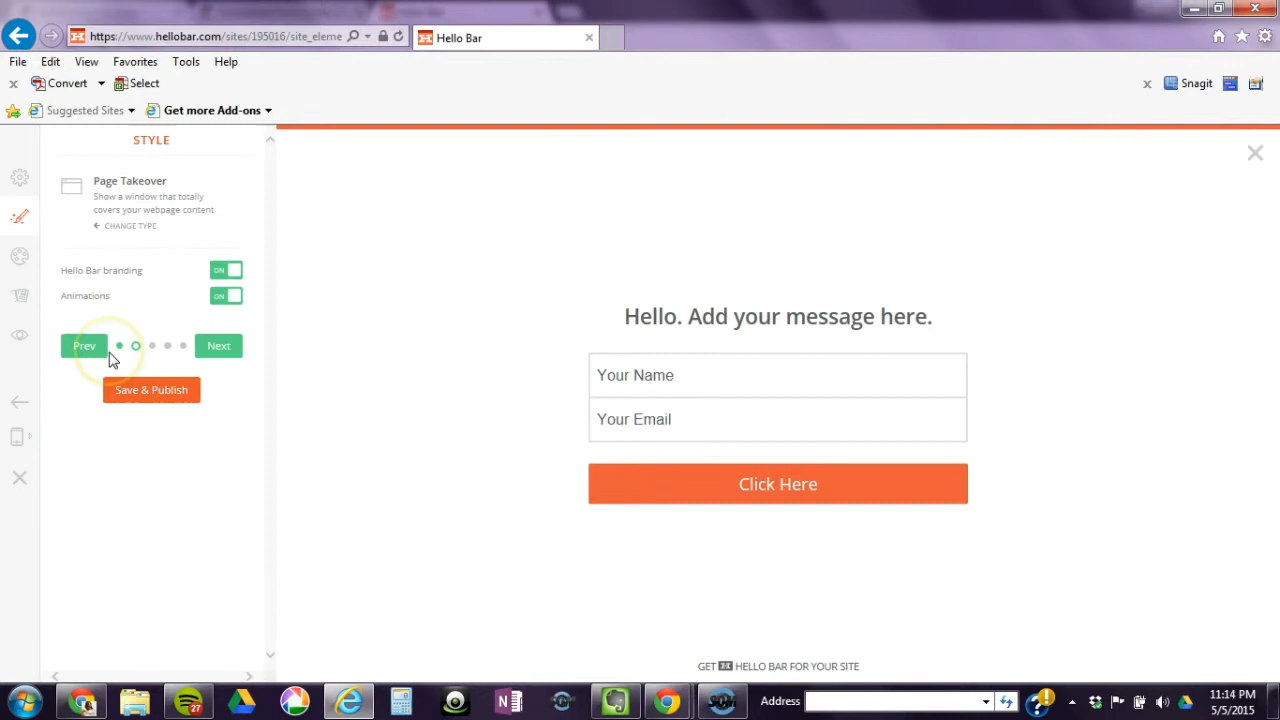 https://www.hellobar.com/sites/195016/site_eleme
Hello Bar
File Edit View Favorites Tools Help
Convert Select
Snagit
Suggested Sites Get more Add-ons
STYLE
Page Takeover
Show a window that totally
covers your webpage content
CHANGE TYPE
Hello Bar branding ON
Animations ON
Prev Next
Save & Publish
Hello. Add your message here.
Your Name
Your Email
Click Here
GET HELLO BAR FOR YOUR SITE
27
Address
11:14 PM
5/5/2015